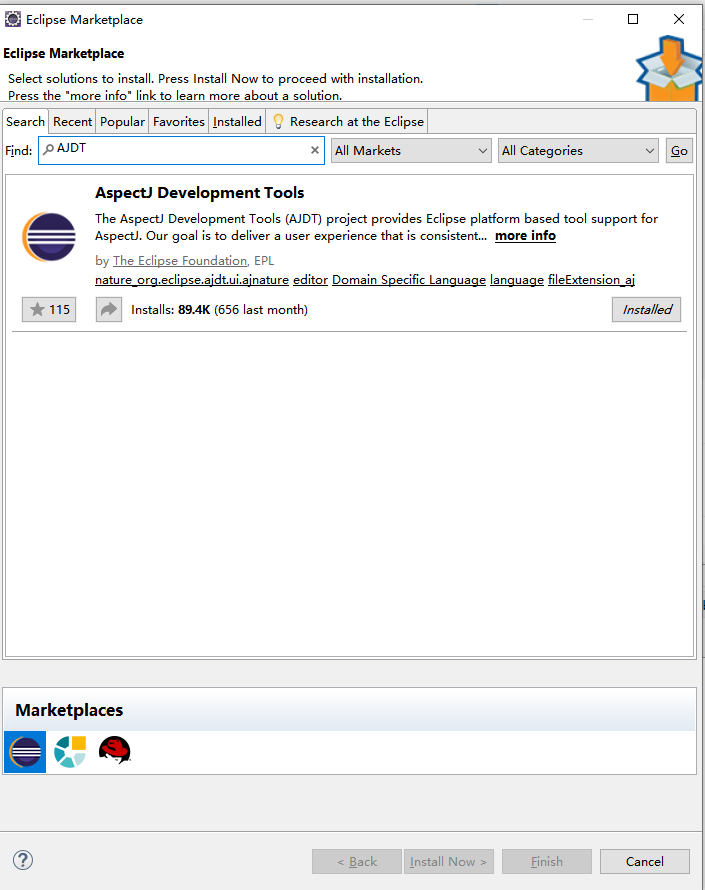 Eclipse Marketplace
Eclipse Marketplace
Select solutions to install. Press Install Now to proceed with installation.
Press the "more info" link to learn more about a solution.
Search Recent Popular Favorites Installed Research at the Eclipse
Find: AJDT All Markets All Categories Go
AspectJ Development Tools
The AspectJ Development Tools (AJDT) project provides Eclipse platform based tool support for
AspectJ. Our goal is to deliver a user experience that is consistent... more info
by The Eclipse Foundation, EPL
nature_org.eclipse.ajdt.ui.ajnature editor Domain Specific Language language fileExtension_aj
115 Installs: 89.4K (656 last month) Installed
Marketplaces
? < Back Install Now > Finish Cancel